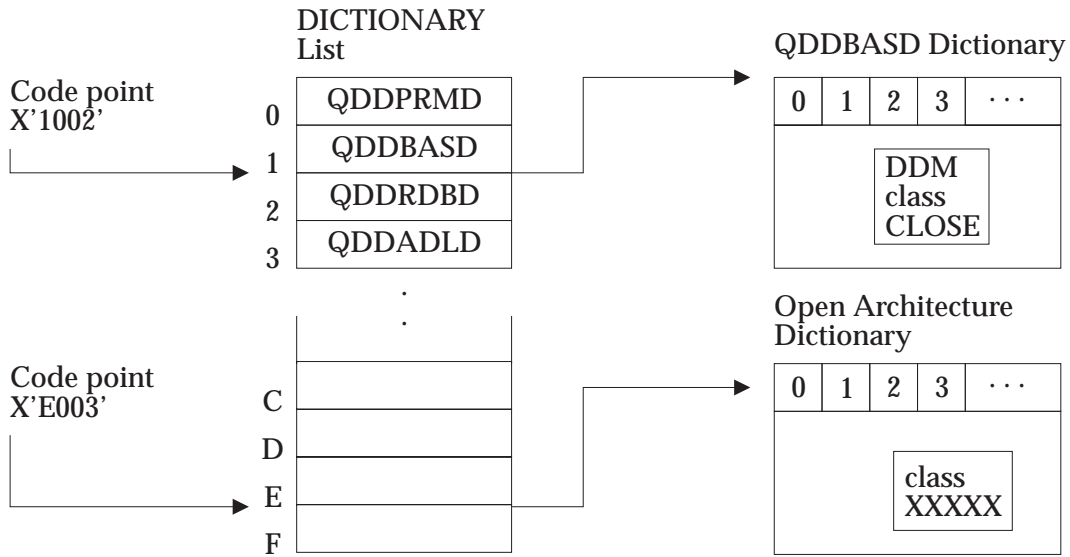 DICTIONARY
List
QDDBASD Dictionary
Code point
X'1002'
0
QDDPRMD
1
QDDBASD
2
QDDRDBD
3
QDDADLD
0 1 2 3 . . .
DDM
class
CLOSE
.
.
Open Architecture
Dictionary
Code point
X'E003'
C
D
E
F
0 1 2 3 . . .
class
XXXXX